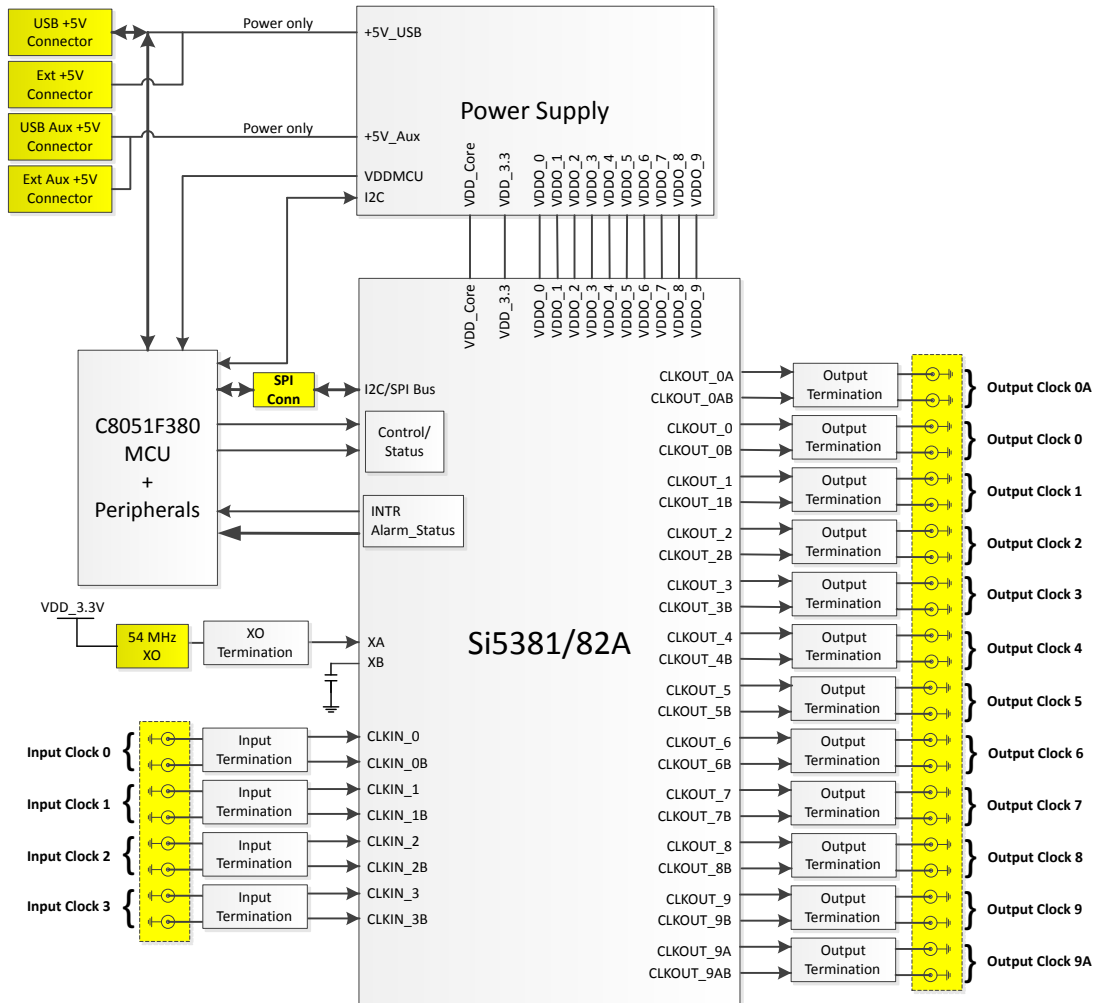 USB +5V
Connector
Ext +5V
Connector
USB Aux +5V
Connector
Ext Aux +5V
Connector
Power only
Power only
+5V_USB
Power Supply
+5V_Aux
VDDMCU
I2C
VDD_Core
VDD_3.3
VDDO_0
VDDO_1
VDDO_2
VDDO_3
VDDO_4
VDDO_5
VDDO_6
VDDO_7
VDDO_8
VDDO_9
VDD_Core
VDD_3.3
VDDO_0
VDDO_1
VDDO_2
VDDO_3
VDDO_4
VDDO_5
VDDO_6
VDDO_7
VDDO_8
VDDO_9
C8051F380
MCU
+
Peripherals
SPI
Conn
I2C/SPI Bus
Control/
Status
INTR
Alarm_Status
VDD_3.3V
54 MHz
XO
XO
Termination
XA
XB
Si5381/82A
Input Clock 0
Input
Termination
CLKIN_0
CLKIN_0B
Input Clock 1
Input
Termination
CLKIN_1
CLKIN_1B
Input Clock 2
Input
Termination
CLKIN_2
CLKIN_2B
Input Clock 3
Input
Termination
CLKIN_3
CLKIN_3B
CLKOUT_0A
CLKOUT_0AB
Output
Termination
Output Clock 0A
CLKOUT_0
CLKOUT_0B
Output
Termination
Output Clock 0
CLKOUT_1
CLKOUT_1B
Output
Termination
Output Clock 1
CLKOUT_2
CLKOUT_2B
Output
Termination
Output Clock 2
CLKOUT_3
CLKOUT_3B
Output
Termination
Output Clock 3
CLKOUT_4
CLKOUT_4B
Output
Termination
Output Clock 4
CLKOUT_5
CLKOUT_5B
Output
Termination
Output Clock 5
CLKOUT_6
CLKOUT_6B
Output
Termination
Output Clock 6
CLKOUT_7
CLKOUT_7B
Output
Termination
Output Clock 7
CLKOUT_8
CLKOUT_8B
Output
Termination
Output Clock 8
CLKOUT_9
CLKOUT_9B
Output
Termination
Output Clock 9
CLKOUT_9A
CLKOUT_9AB
Output
Termination
Output Clock 9A